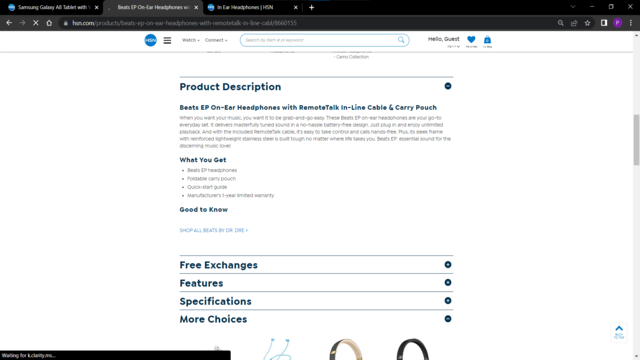 Samsung Galaxy A8 Tablet with V
Beats EP On-Ear Headphones with
In Ear Headphones | HSN
hsn.com/products/beats-ep-on-ear-headphones-with-remotetalk-in-line-cabl/8660155
P
HSN
Watch
Connect
Search by item # or keyword
Hello, Guest
- Camo Collection
Product Description
Beats EP On-Ear Headphones with RemoteTalk In-Line Cable & Carry Pouch
When you want your music, you want it to be grab-and-go easy. These Beats EP on-ear headphones are your go-to
everyday set. It delivers masterfully tuned sound in a no-hassle battery-free design. Just plug in and enjoy unlimited
playback. And with the included RemoteTalk cable, it's easy to take control and calls hands-free. Plus, its sleek frame
with reinforced lightweight stainless steel is built tough no matter where life takes you. Beats EP: essential sound for the
discerning music lover.
What You Get
Beats EP headphones
Foldable carry pouch
Quick-start guide
Manufacturer's 1-year limited warranty
Good to Know
SHOP ALL BEATS BY DR. DRE >
Free Exchanges
Features
Specifications
More Choices
BACK
TO TOP
Waiting for k.clarity.ms...